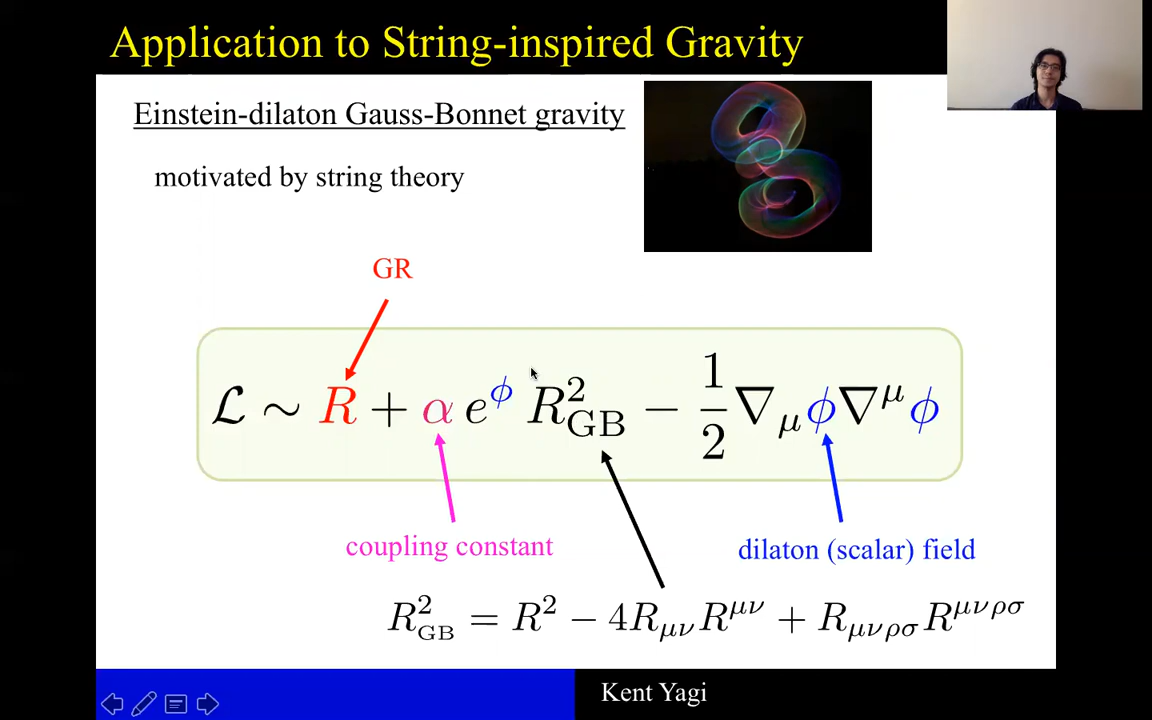 Application to String-inspired Gravity
Einstein-dilaton Gauss-Bonnet gravity
motivated by string theory
GR
ℒ ∼ R + α e^ϕ R²_GB − 1/2 ∇_μ ϕ ∇^μ ϕ
coupling constant
dilaton (scalar) field
R²_GB = R² − 4R_μν R^μν + R_μνρσ R^μνρσ
Kent Yagi